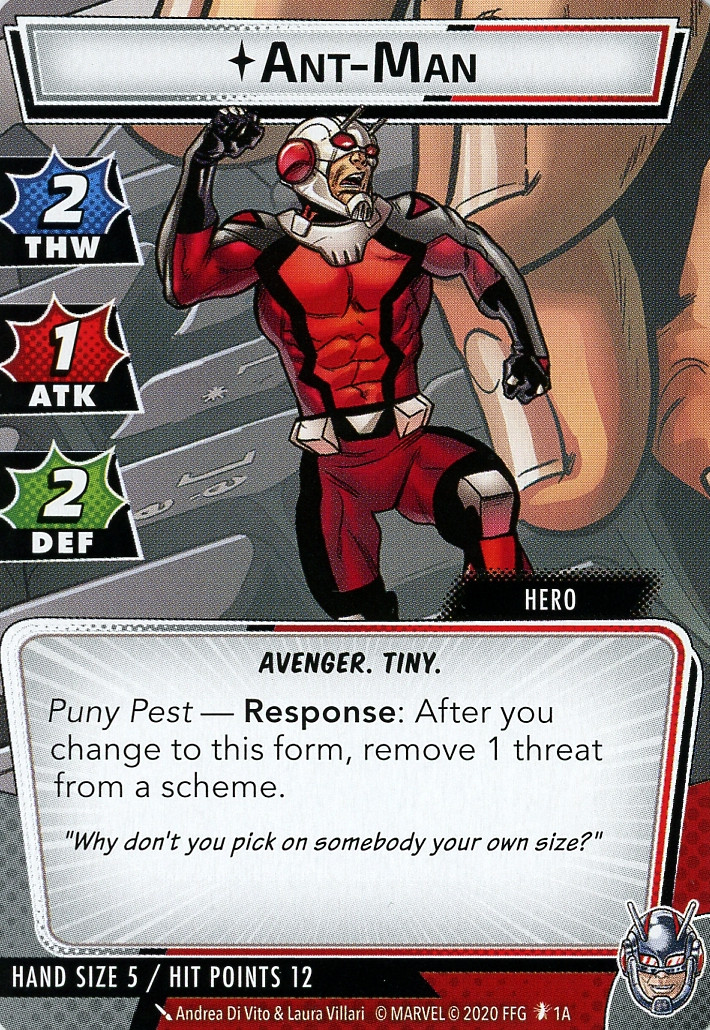 ANT-MAN
2
THW
1
ATK
2
DEF
HERO
AVENGER. TINY.
Puny Pest — Response: After you
change to this form, remove 1 threat
from a scheme.
"Why don't you pick on somebody your own size?"
HAND SIZE 5 / HIT POINTS 12
Andrea Di Vito & Laura Villari © MARVEL © 2020 FFG 1A